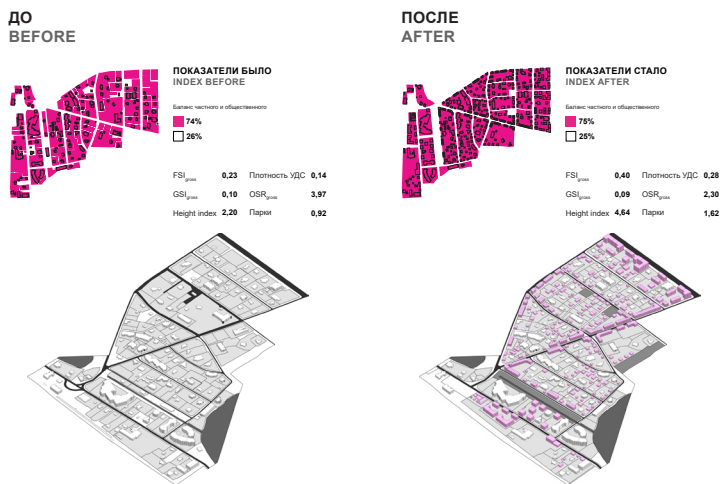 ДО
BEFORE
ПОКАЗАТЕЛИ БЫЛО
INDEX BEFORE
Баланс частного и общественного
74%
26%
FSIgross 0,23 Плотность УДС 0,14
GSIgross 0,10 OSRgross 3,97
Height index 2,20 Парки 0,92
ПОСЛЕ
AFTER
ПОКАЗАТЕЛИ СТАЛО
INDEX AFTER
Баланс частного и общественного
75%
25%
FSIgross 0,40 Плотность УДС 0,28
GSIgross 0,09 OSRgross 2,30
Height index 4,64 Парки 1,62